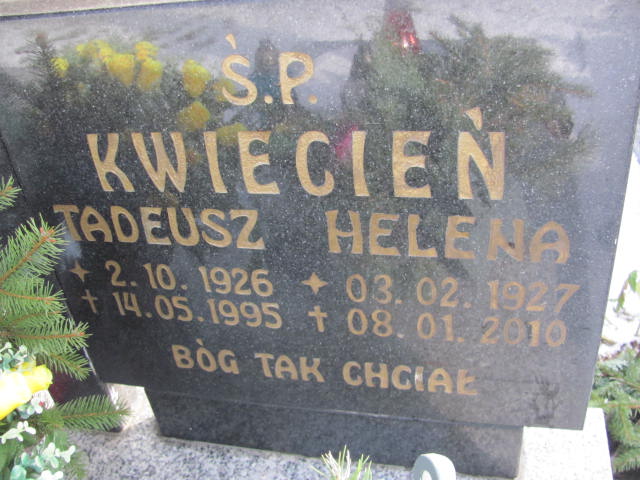 Ś.P.
KWIECIEŃ
TADEUSZ HELENA
2.10.1926 03.02.1927
14.05.1995 08.01.2010
BÓG TAK CHCIAŁ